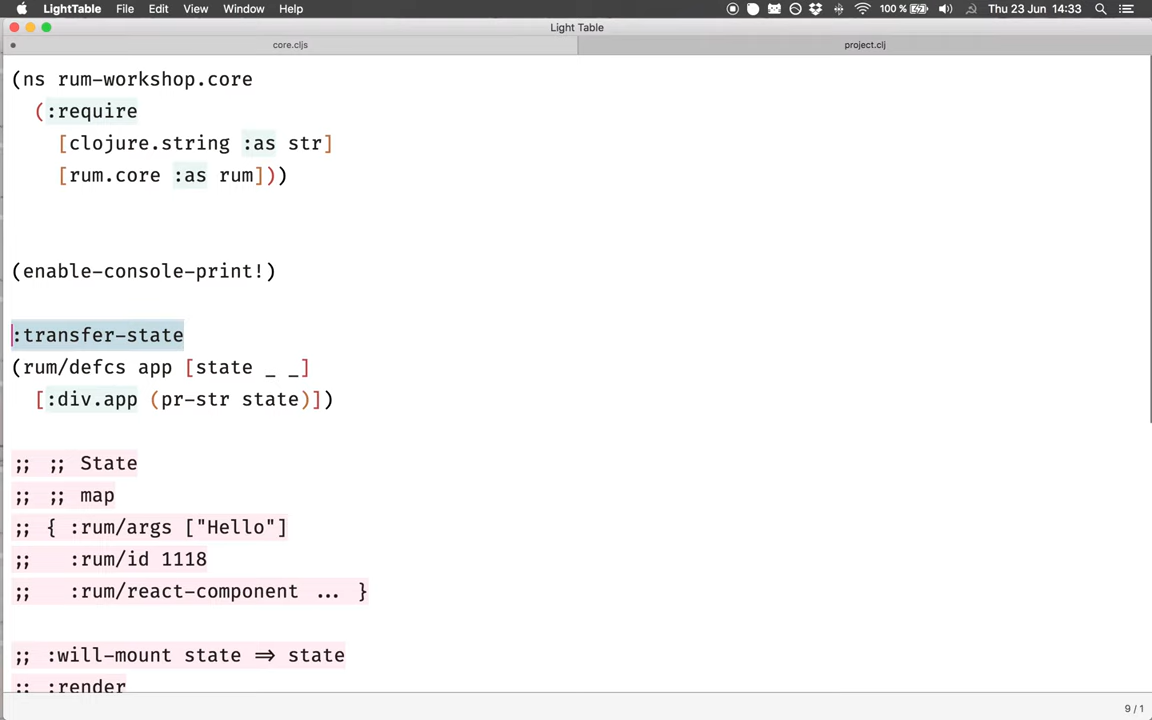 LightTable File Edit View Window Help 100 % Thu 23 Jun 14:33
Light Table
core.cljs project.clj
(ns rum-workshop.core
(:require
[clojure.string :as str]
[rum.core :as rum]))
(enable-console-print!)
:transfer-state
(rum/defcs app [state _ _]
[:div.app (pr-str state)])
;; ;; State
;; ;; map
;; { :rum/args ["Hello"]
;; :rum/id 1118
;; :rum/react-component ... }
;; :will-mount state => state
;; :render
9 / 1